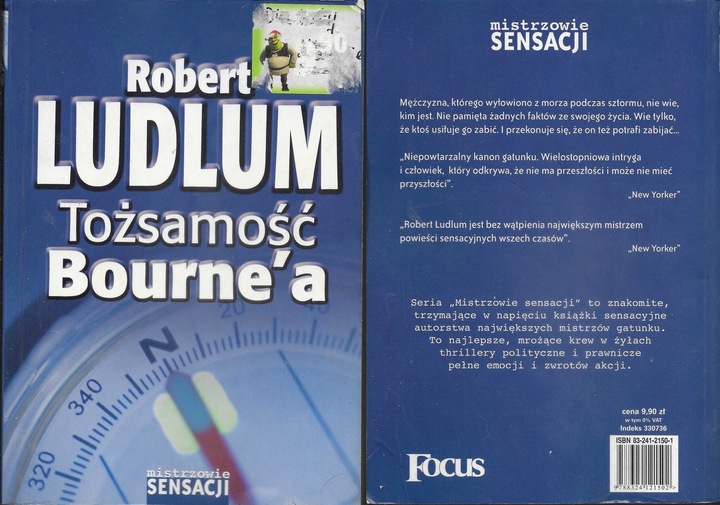 Robert
LUDLUM
Tożsamość
Bourne'a
N
20
40
340
320
mistrzowie
SENSACJI
mistrzowie
SENSACJI
Mężczyzna, którego wyłowiono z morza podczas sztormu, nie wie,
kim jest. Nie pamięta żadnych faktów ze swojego życia. Wie tylko,
że ktoś usiłuje go zabić. I przekonuje się, że on też potrafi zabijać...
„Niepowtarzalny kanon gatunku. Wielostopniowa intryga
i człowiek, który odkrywa, że nie ma przeszłości i może nie mieć
przyszłości”.
„New Yorker”
„Robert Ludlum jest bez wątpienia największym mistrzem
powieści sensacyjnych wszech czasów”.
„New Yorker”
Seria „Mistrzowie sensacji” to znakomite,
trzymające w napięciu książki sensacyjne
autorstwa największych mistrzów gatunku.
To najlepsze, mrożące krew w żyłach
thrillery polityczne i prawnicze
pełne emocji i zwrotów akcji.
cena 9,90 zł
w tym 0% VAT
Indeks 330736
ISBN 83-241-2150-1
9788324121502>
FOCUS